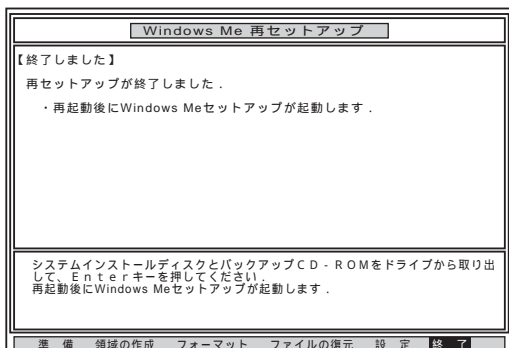 Windows Me 再セットアップ
【終了しました】
再セットアップが終了しました．
・再起動後にWindows Meセットアップが起動します．
システムインストールディスクとバックアップＣＤ‐ＲＯＭをドライブから取り出
して、Ｅｎｔｅｒキーを押してください．
再起動後にWindows Meセットアップが起動します．
準　備　領域の作成　フォーマット　ファイルの復元　設　定　終　了